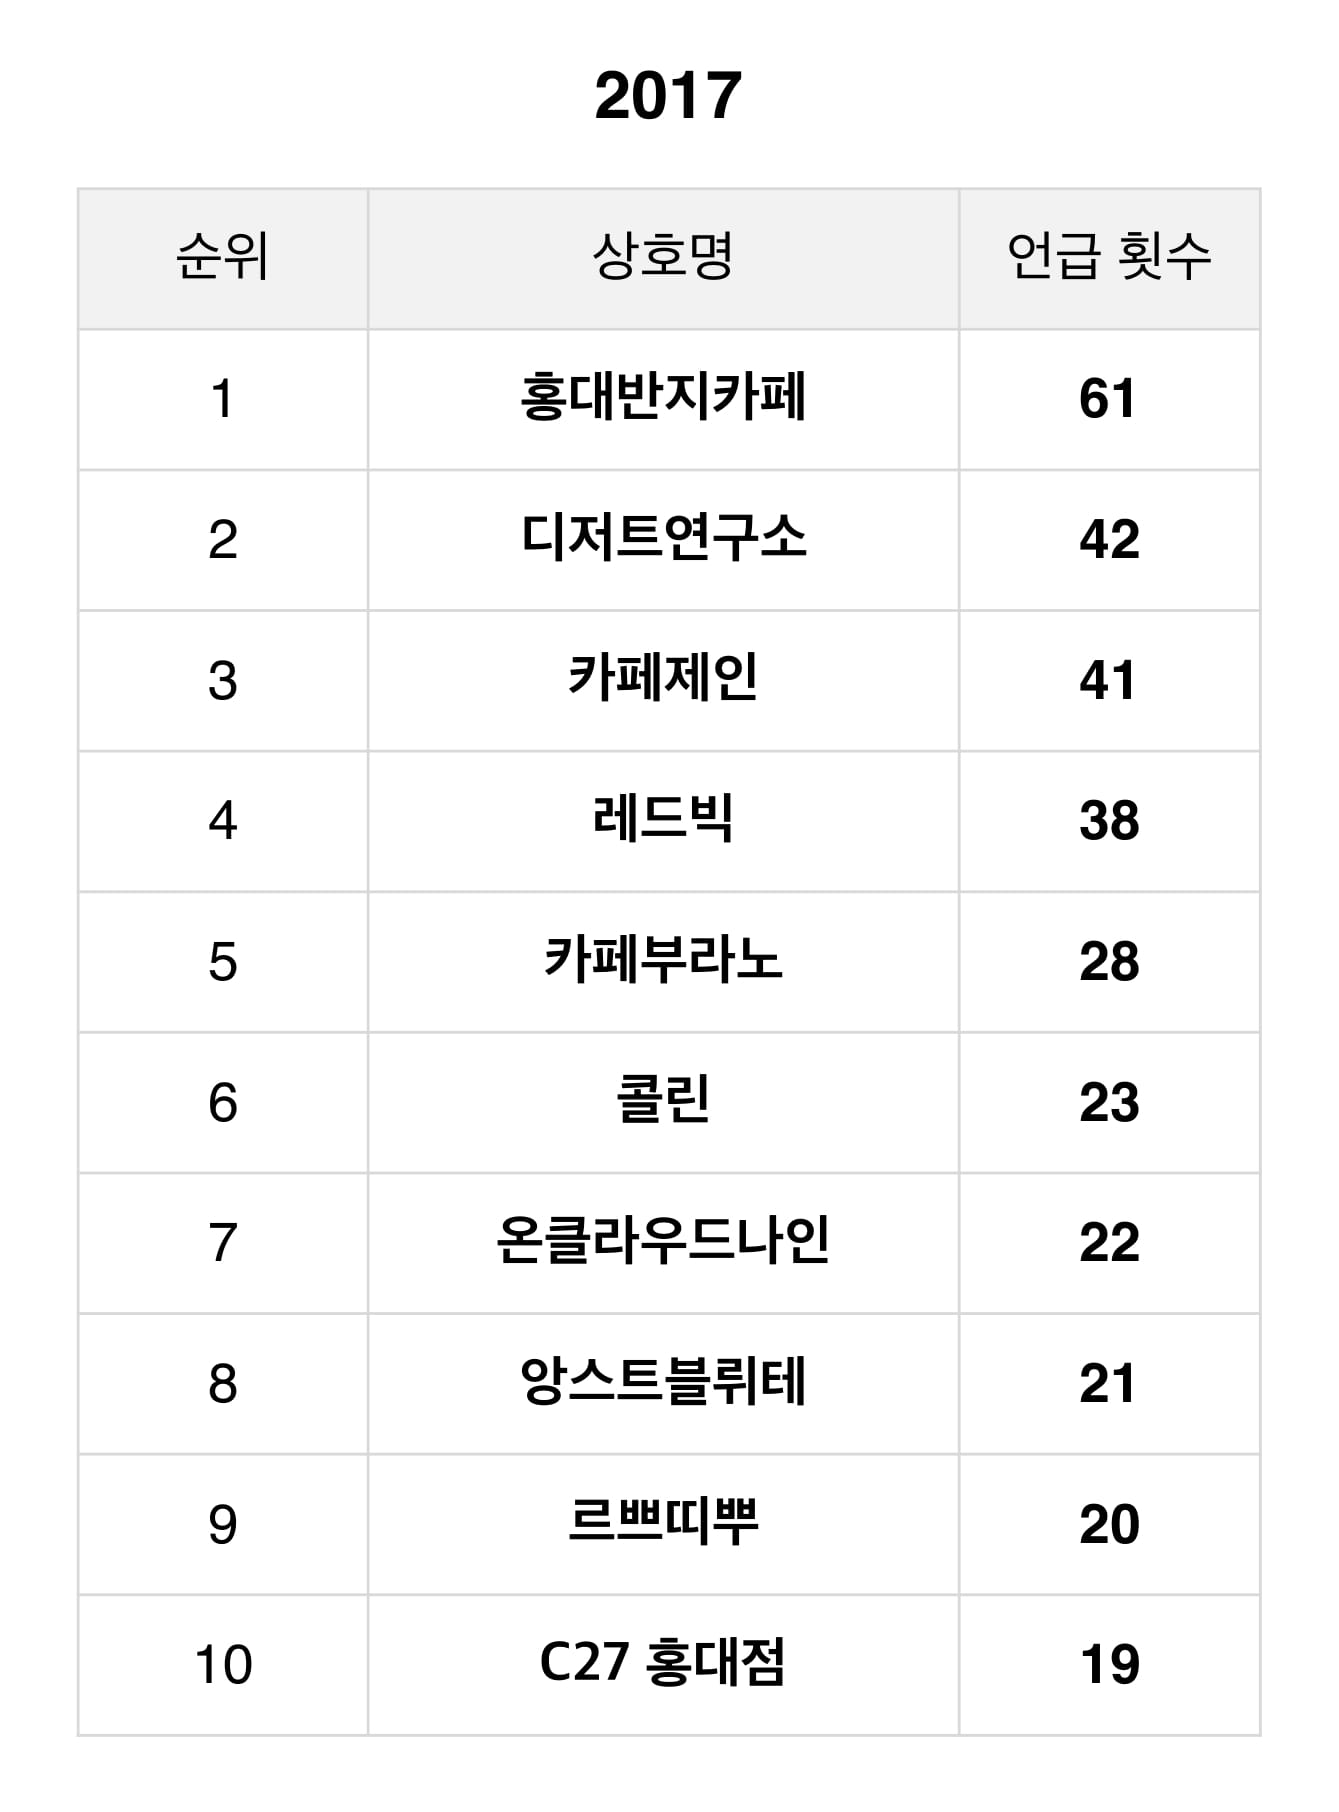 2017
순위 상호명 언급 횟수
1 홍대반지카페 61
2 디저트연구소 42
3 카페제인 41
4 레드빅 38
5 카페부라노 28
6 콜린 23
7 온클라우드나인 22
8 앙스트블뤼테 21
9 르쁘띠뿌 20
10 C27 홍대점 19